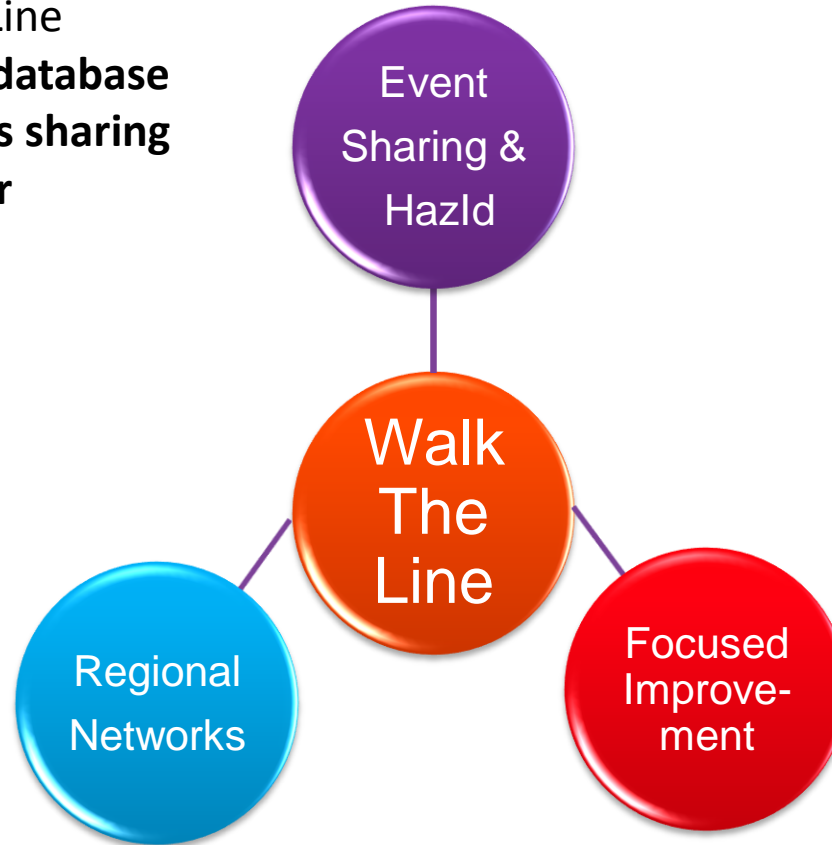 Line
database
s sharing
r
Event
Sharing &
HazId
Walk
The
Line
Regional
Networks
Focused
Improve-
ment